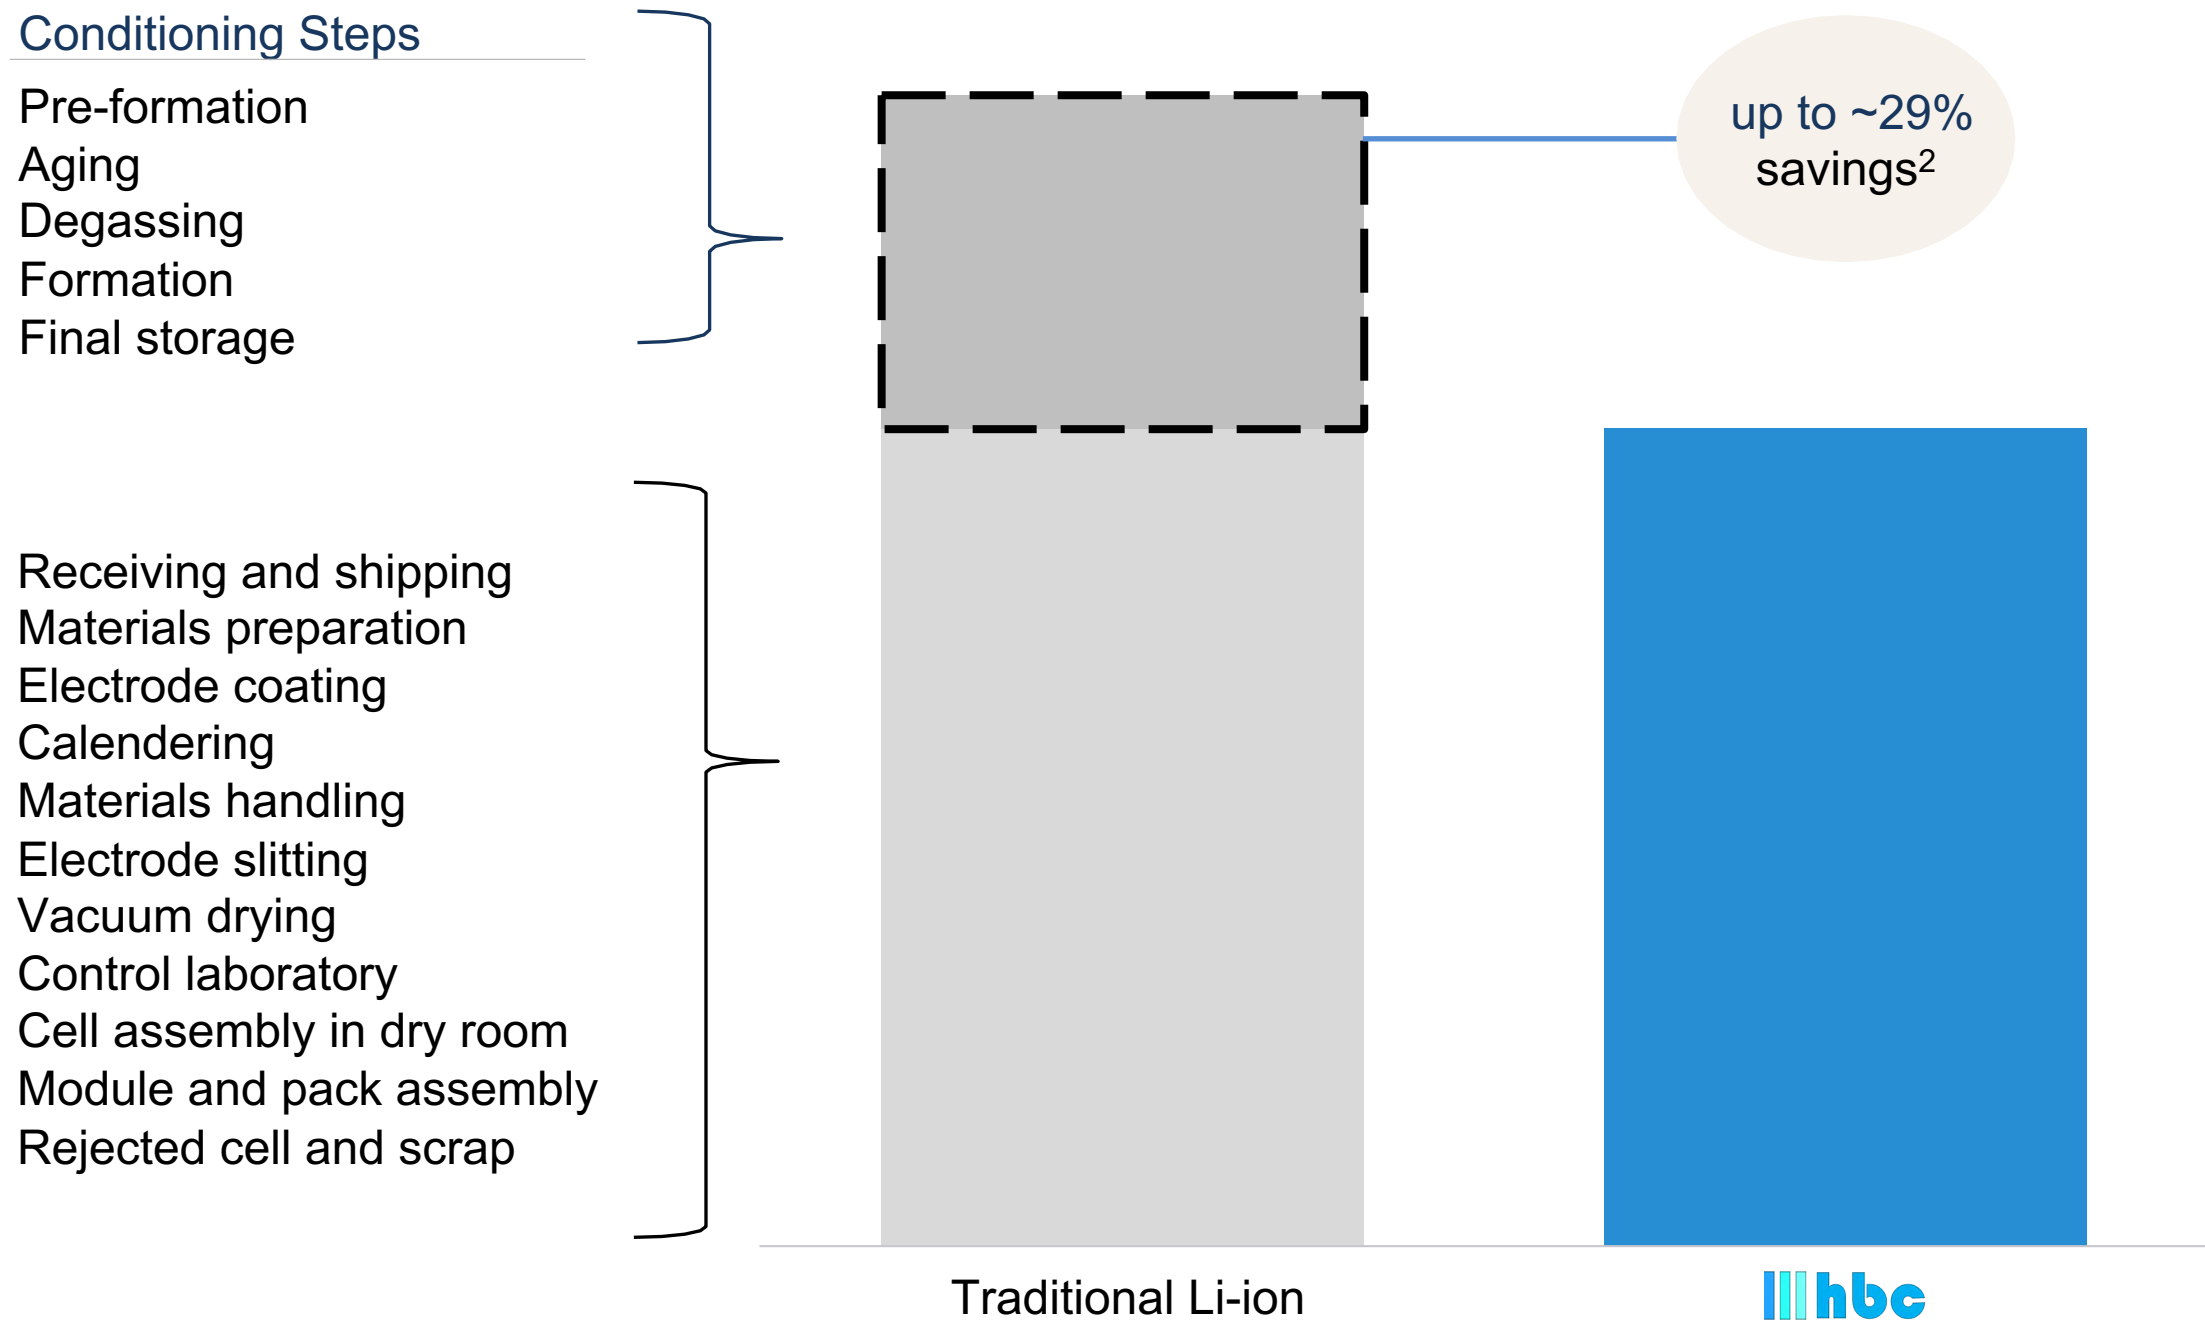 Conditioning Steps
Pre-formation
Aging
Degassing
Formation
Final storage
up to ~29%
savings²
Receiving and shipping
Materials preparation
Electrode coating
Calendering
Materials handling
Electrode slitting
Vacuum drying
Control laboratory
Cell assembly in dry room
Module and pack assembly
Rejected cell and scrap
Traditional Li-ion
hbc